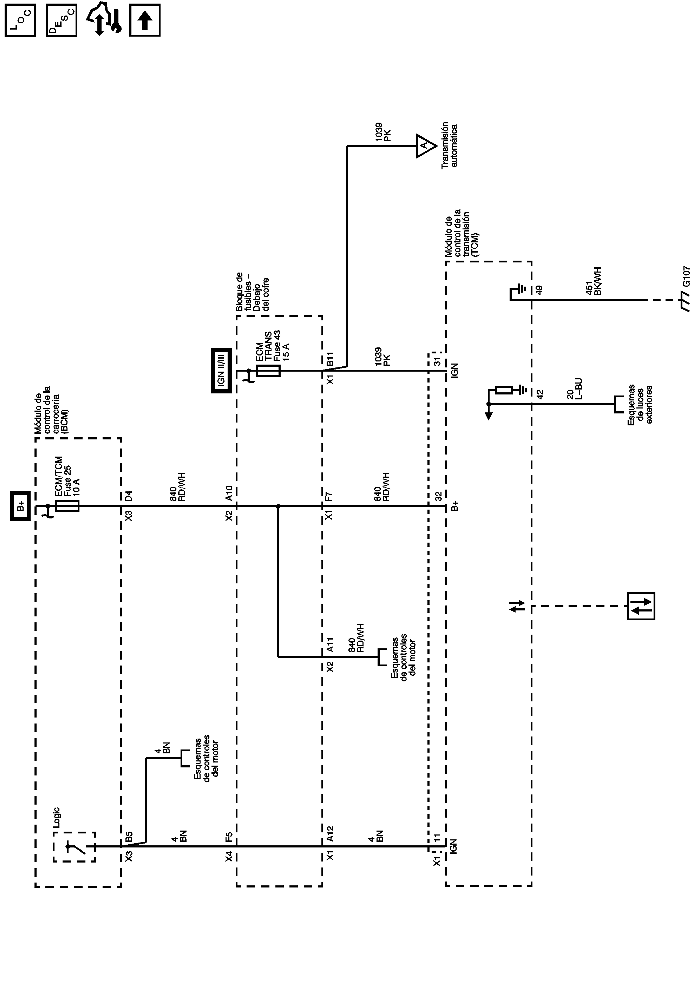 LOC
DESC
Módulo de
control de la
carrocería
(BCM)
B+
ECM/TCM
Fuse 25
10 A
Logic
X3 D4
X3 B5
840
RD/WH
4
BN
4
BN
Esquemas
de controles
del motor
Bloque de
fusibles –
Debajo
del cofre
IGN II/III
ECM
TRANS
Fuse 43
15 A
X2 A10
X4 F5
X1 B11
X1 F7
X2 A11
X1 A12
1039
PK
A
Transmisión
automática
1039
PK
840
RD/WH
840
RD/WH
Esquemas
de controles
del motor
4
BN
Módulo de
control de la
transmisión
(TCM)
31
IGN
32
B+
X1 11
IGN
49
451
BK/WH
G107
42
20
L–BU
Esquemas
de luces
exteriores